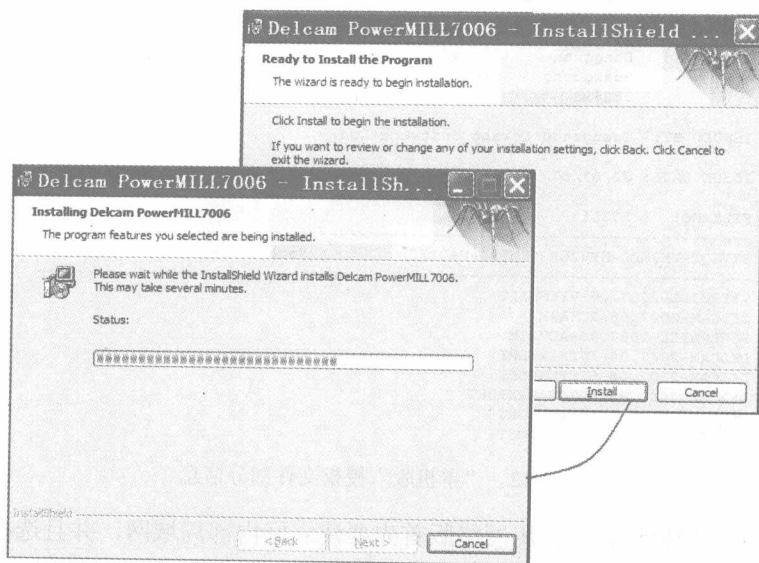 Delcam PowerMILL7006 - InstallShield ...
Ready to Install the Program
The wizard is ready to begin installation.
Click Install to begin the installation.
If you want to review or change any of your installation settings, click Back. Click Cancel to
exit the wizard.
Install
Cancel
Delcam PowerMILL7006 - InstallSh...
Installing Delcam PowerMILL7006
The program features you selected are being installed.
Please wait while the InstallShield Wizard installs Delcam PowerMILL7006.
This may take several minutes.
Status:
InstallShield
< Back
Next >
Cancel